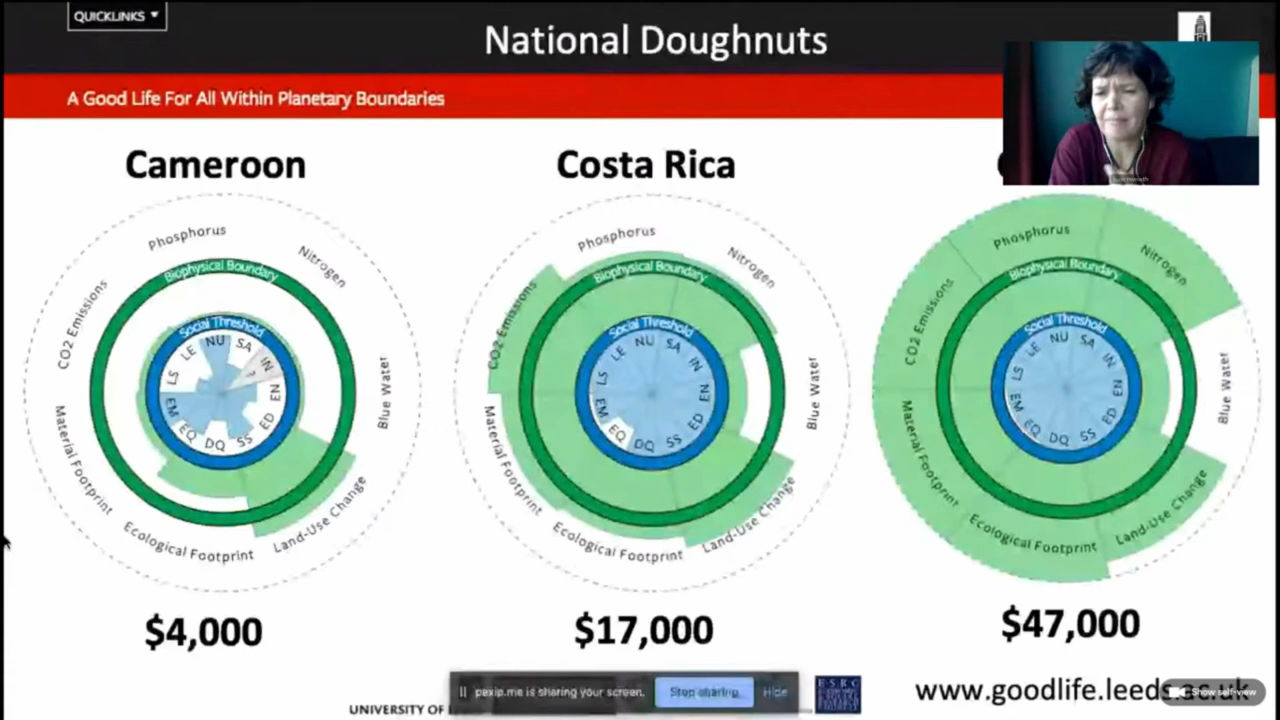 QUICKLINKS
National Doughnuts
A Good Life For All Within Planetary Boundaries
Cameroon
Phosphorus
Nitrogen
CO2 Emissions
Blue Water
Material Footprint
Ecological Footprint
Land-Use Change
Biophysical Boundary
Social Threshold
LE NU SA IN ? EN ED SS DQ EQ EM LS
$4,000
Costa Rica
Phosphorus
Nitrogen
CO2 Emissions
Blue Water
Material Footprint
Ecological Footprint
Land-Use Change
Biophysical Boundary
Social Threshold
LE NU SA IN EN ED SS DQ EQ EM LS
$17,000
Phosphorus
Nitrogen
CO2 Emissions
Blue Water
Material Footprint
Ecological Footprint
Land-Use Change
Biophysical Boundary
Social Threshold
LE NU SA IN EN ED SS DQ EQ EM LS
$47,000
pexip.me is sharing your screen.
Stop sharing
Hide
UNIVERSITY OF
E S R C
www.goodlife.leeds.ac.uk
Show self-view